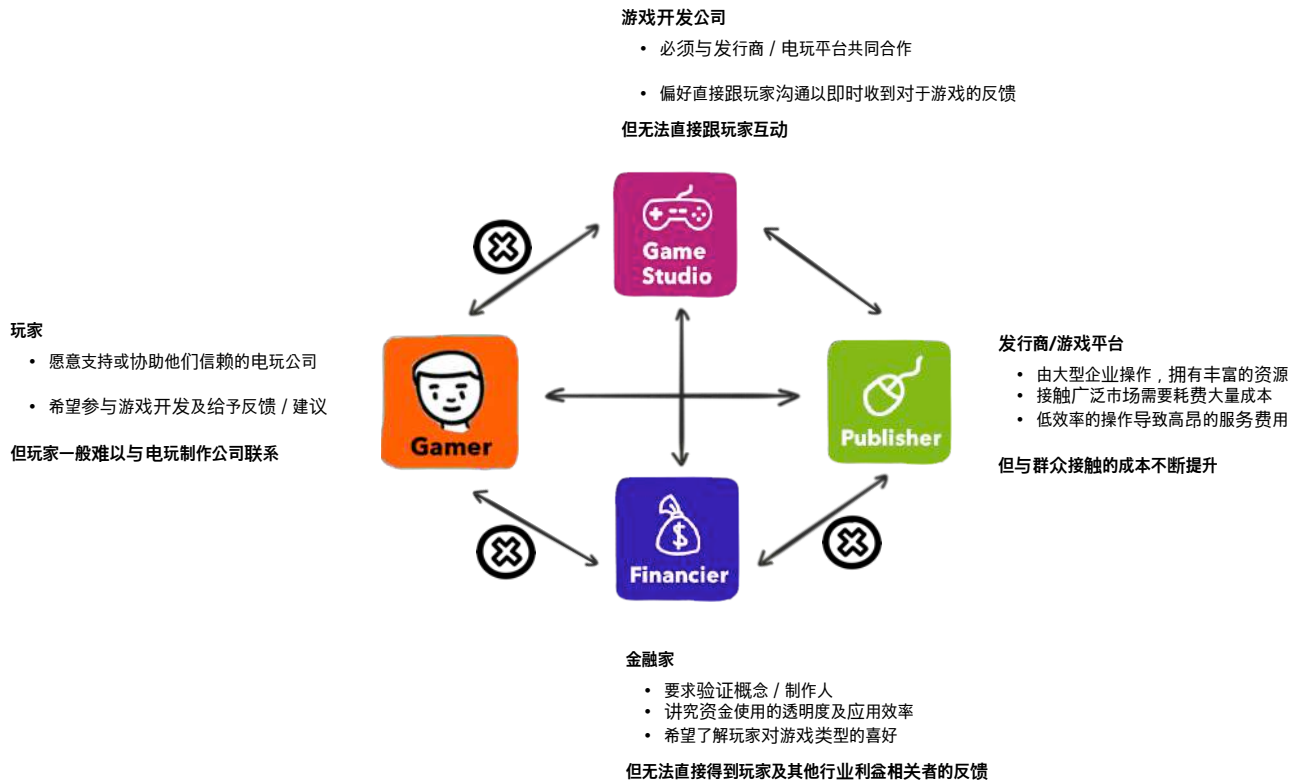 游戏开发公司
• 必须与发行商 / 电玩平台共同合作
• 偏好直接跟玩家沟通以即时收到对于游戏的反馈
但无法直接跟玩家互动
Game
Studio
玩家
• 愿意支持或协助他们信赖的电玩公司
• 希望参与游戏开发及给予反馈 / 建议
但玩家一般难以与电玩制作公司联系
Gamer
Publisher
发行商/游戏平台
• 由大型企业操作，拥有丰富的资源
• 接触广泛市场需要耗费大量成本
• 低效率的操作导致高昂的服务费用
但与群众接触的成本不断提升
$
Financier
金融家
• 要求验证概念 / 制作人
• 讲究资金使用的透明度及应用效率
• 希望了解玩家对游戏类型的喜好
但无法直接得到玩家及其他行业利益相关者的反馈